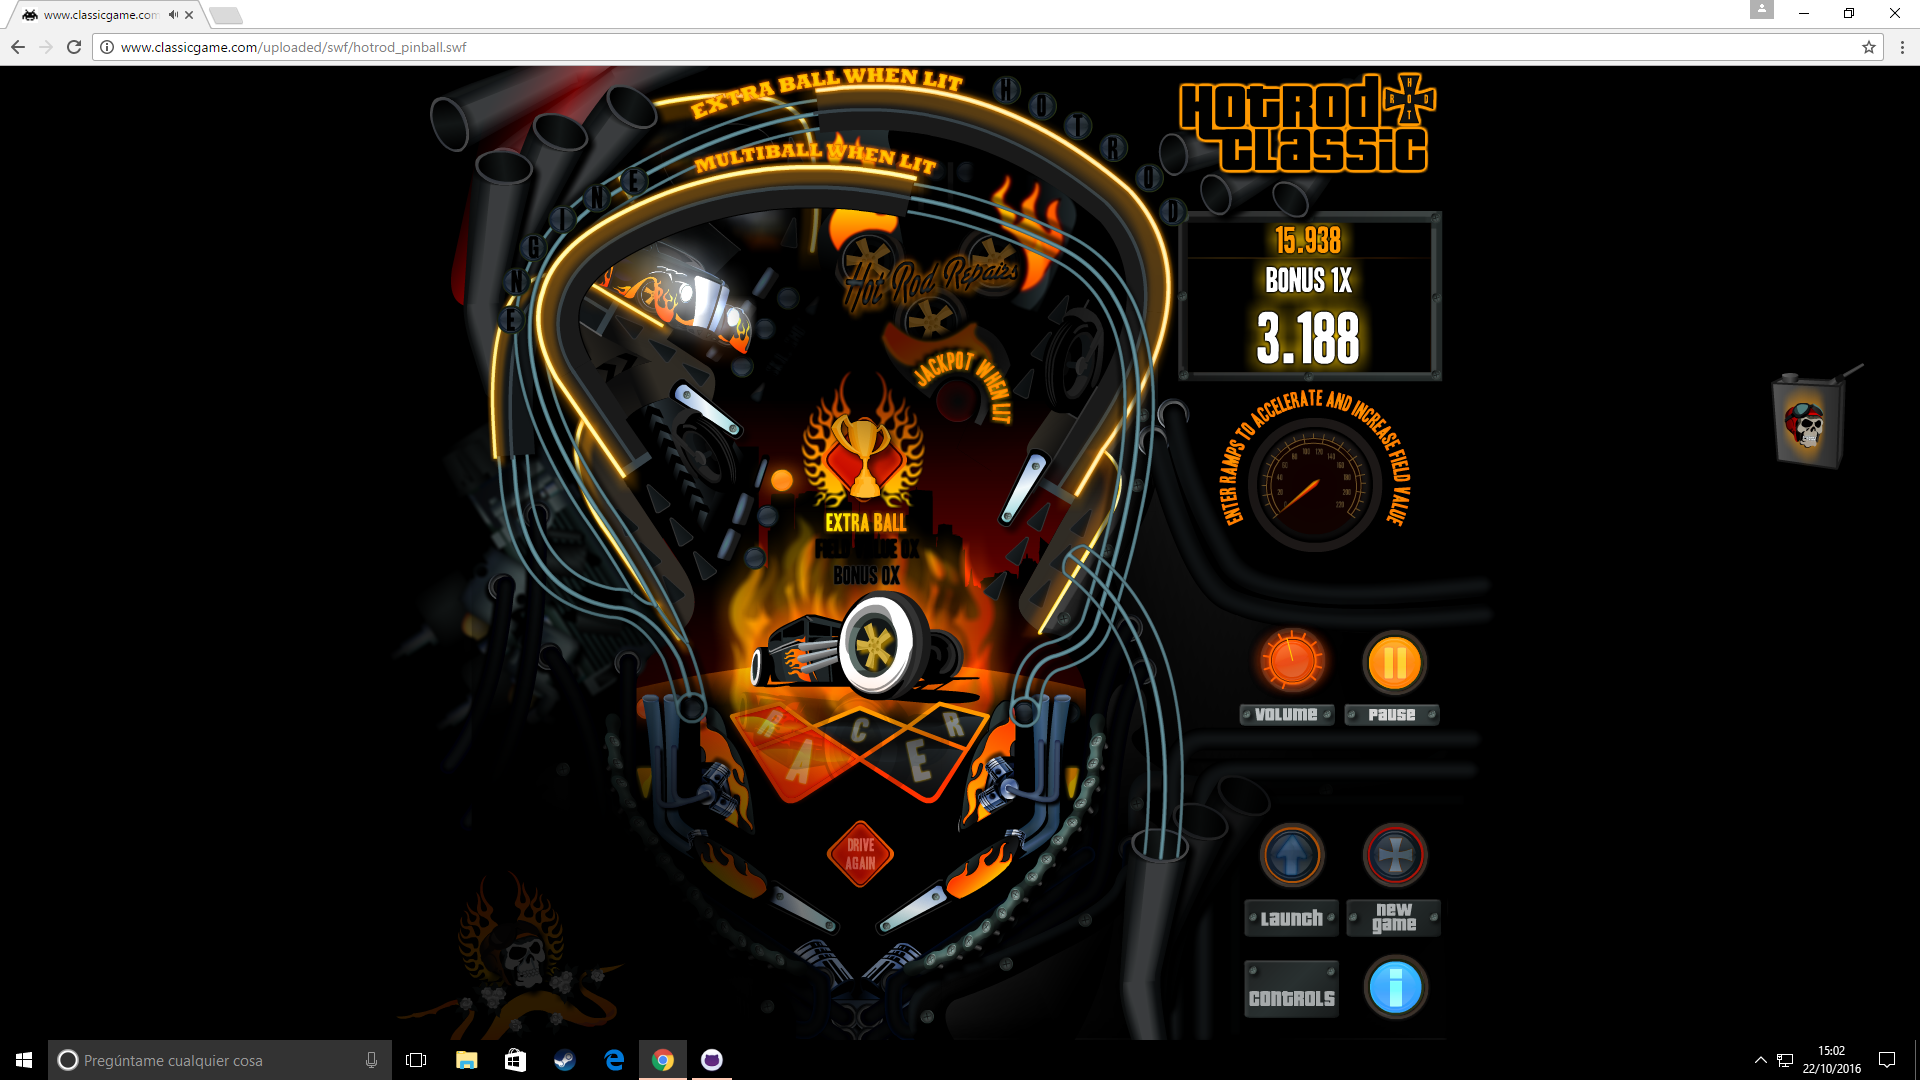 www.classicgame.com
www.classicgame.com/uploaded/swf/hotrod_pinball.swf
EXTRA BALL WHEN LIT
HOTROD
MULTIBALL WHEN LIT
ENGINE
HOTROD
CLASSIC
HOT
ROD
15.938
BONUS 1X
3.188
Hot Rod Repairs
JACKPOT WHEN LIT
ENTER RAMPS TO ACCELERATE AND INCREASE FIELD VALUE
EXTRA BALL
FIELD VALUE 0X
BONUS 0X
VOLUME
PAUSE
RACER
DRIVE
AGAIN
LAUNCH
NEW
GAME
CONTROLS
i
Pregúntame cualquier cosa
15:02
22/10/2016